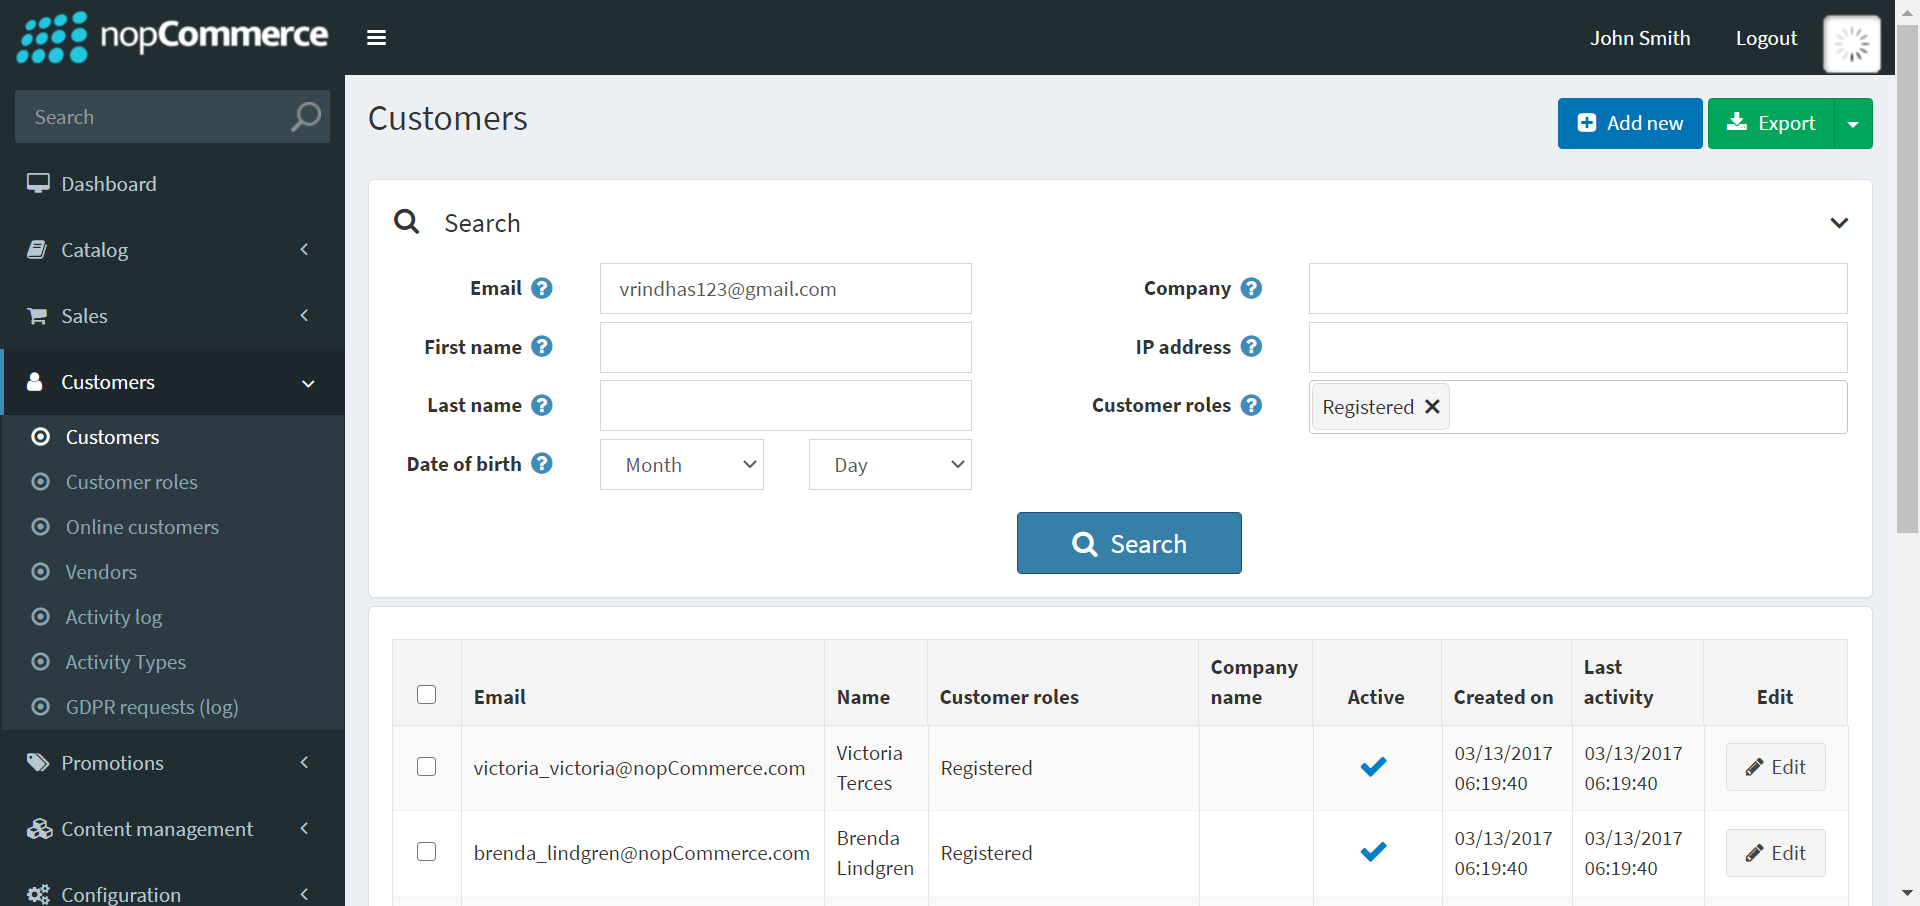 nopCommerce
John Smith
Logout
Search
Dashboard
Catalog
Sales
Customers
Customers
Customer roles
Online customers
Vendors
Activity log
Activity Types
GDPR requests (log)
Promotions
Content management
Configuration
Customers
Add new
Export
Search
Email ?
vrindhas123@gmail.com
Company ?
First name ?
IP address ?
Last name ?
Customer roles ?
Registered
Date of birth ?
Month
Day
Search
Email
Name
Customer roles
Company
name
Active
Created on
Last
activity
Edit
victoria_victoria@nopCommerce.com
Victoria
Terces
Registered
03/13/2017
06:19:40
03/13/2017
06:19:40
Edit
brenda_lindgren@nopCommerce.com
Brenda
Lindgren
Registered
03/13/2017
06:19:40
03/13/2017
06:19:40
Edit